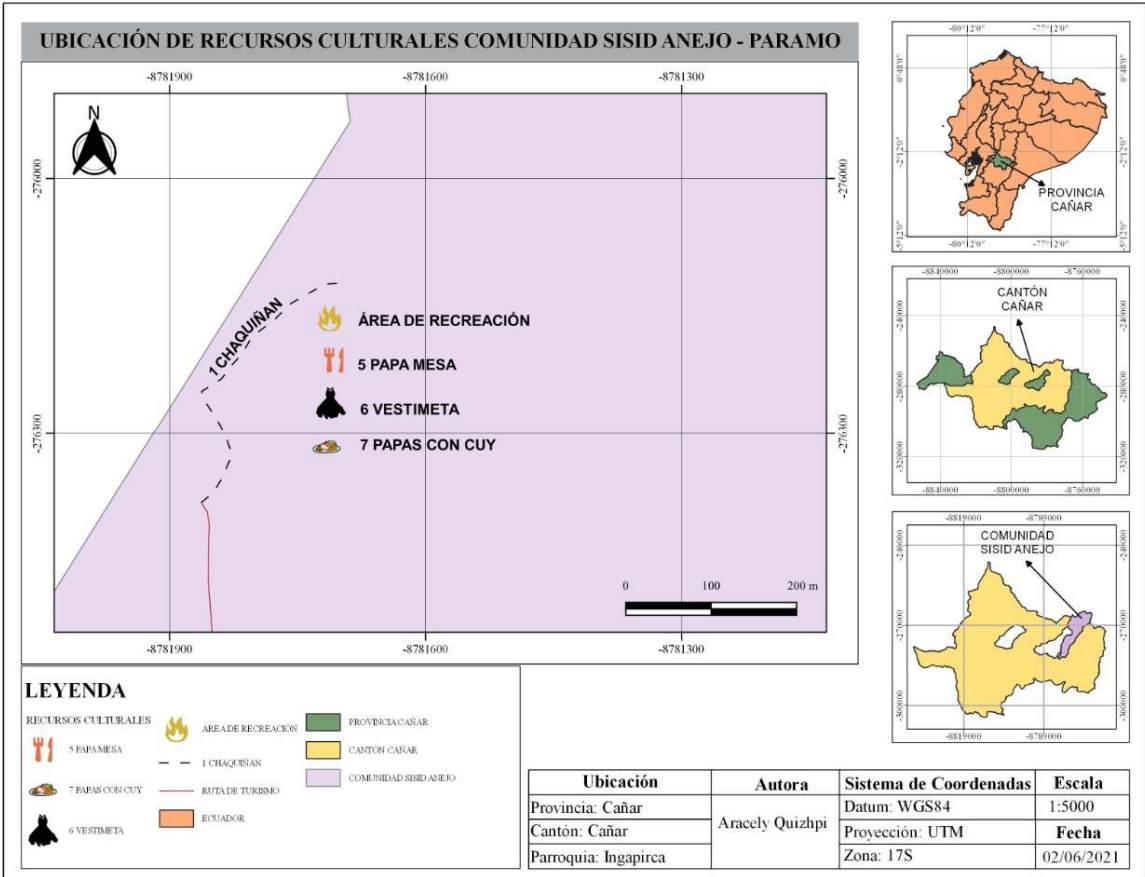 UBICACIÓN DE RECURSOS CULTURALES COMUNIDAD SISID ANEJO - PARAMO
-8781900
-8781600
-8781300
N
-276000
-276000
1 CHAQUIÑAN
ÁREA DE RECREACIÓN
5 PAPA MESA
6 VESTIMETA
7 PAPAS CON CUY
-276300
-276300
0
100
200 m
-8781900
-8781600
-8781300
-80°12'0"
-77°12'0"
0°48'0"
0°48'0"
-2°12'0"
-2°12'0"
PROVINCIA
CAÑAR
-5°12'0"
-5°12'0"
-80°12'0"
-77°12'0"
-8840000
-8800000
-8760000
CANTÓN
CAÑAR
-240000
-240000
-280000
-280000
-320000
-320000
-8840000
-8800000
-8760000
-8819000
-8789000
COMUNIDAD
SISID ANEJO
-240000
-240000
-270000
-270000
-300000
-300000
-8819000
-8789000
LEYENDA
RECURSOS CULTURALES
5 PAPA MESA
7 PAPAS CON CUY
6 VESTIMETA
ÁREA DE RECREACIÓN
1 CHAQUIÑAN
RUTA DE TURISMO
ECUADOR
PROVINCIA CAÑAR
CANTÓN CAÑAR
COMUNIDAD SISID ANEJO
Ubicación Autora Sistema de Coordenadas Escala
Provincia: Cañar Aracely Quizhpi Datum: WGS84 1:5000
Cantón: Cañar Proyección: UTM Fecha
Parroquia: Ingapirca Zona: 17S 02/06/2021